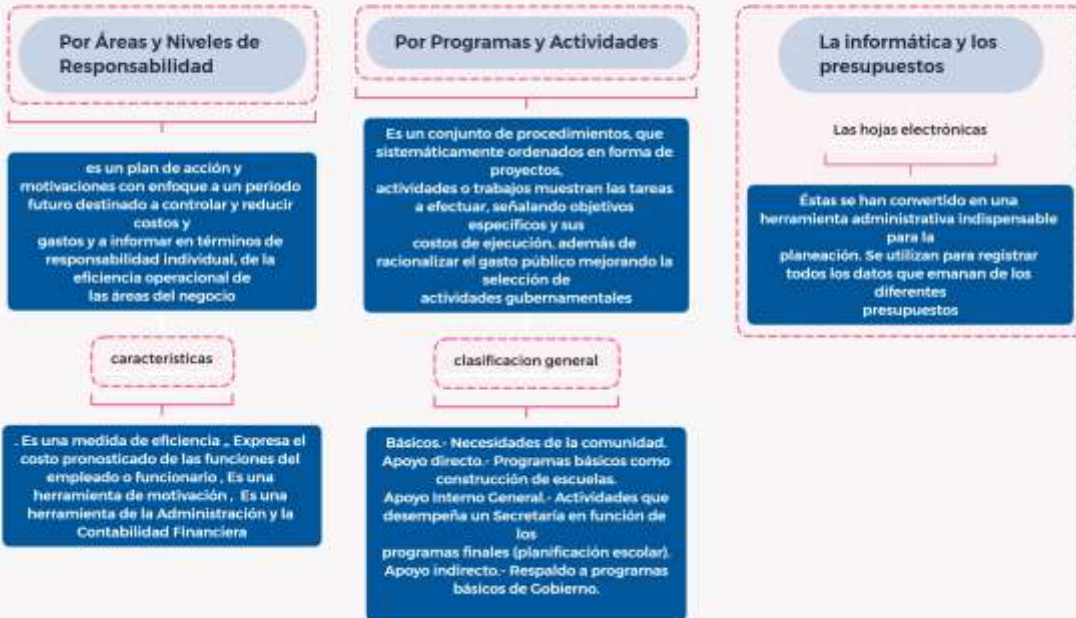 Por Áreas y Niveles de
Responsabilidad
es un plan de acción y
motivaciones con enfoque a un periodo
futuro destinado a controlar y reducir
costos y
gastos y a informar en términos de
responsabilidad individual, de la
eficiencia operacional de
las áreas del negocio
características
. Es una medida de eficiencia ,, Expresa el
costo pronosticado de las funciones del
empleado o funcionario , Es una
herramienta de motivación , Es una
herramienta de la Administración y la
Contabilidad Financiera
Por Programas y Actividades
Es un conjunto de procedimientos, que
sistemáticamente ordenados en forma de
proyectos,
actividades o trabajos muestran las tareas
a efectuar, señalando objetivos
específicos y sus
costos de ejecución, además de
racionalizar el gasto público mejorando la
selección de
actividades gubernamentales
clasificacion general
Básicos.- Necesidades de la comunidad.
Apoyo directo.- Programas básicos como
construcción de escuelas.
Apoyo Interno General.- Actividades que
desempeña un Secretaría en función de
los
programas finales (planificación escolar).
Apoyo indirecto.- Respaldo a programas
básicos de Gobierno.
La informática y los
presupuestos
Las hojas electrónicas
Éstas se han convertido en una
herramienta administrativa indispensable
para la
planeación. Se utilizan para registrar
todos los datos que emanan de los
diferentes
presupuestos